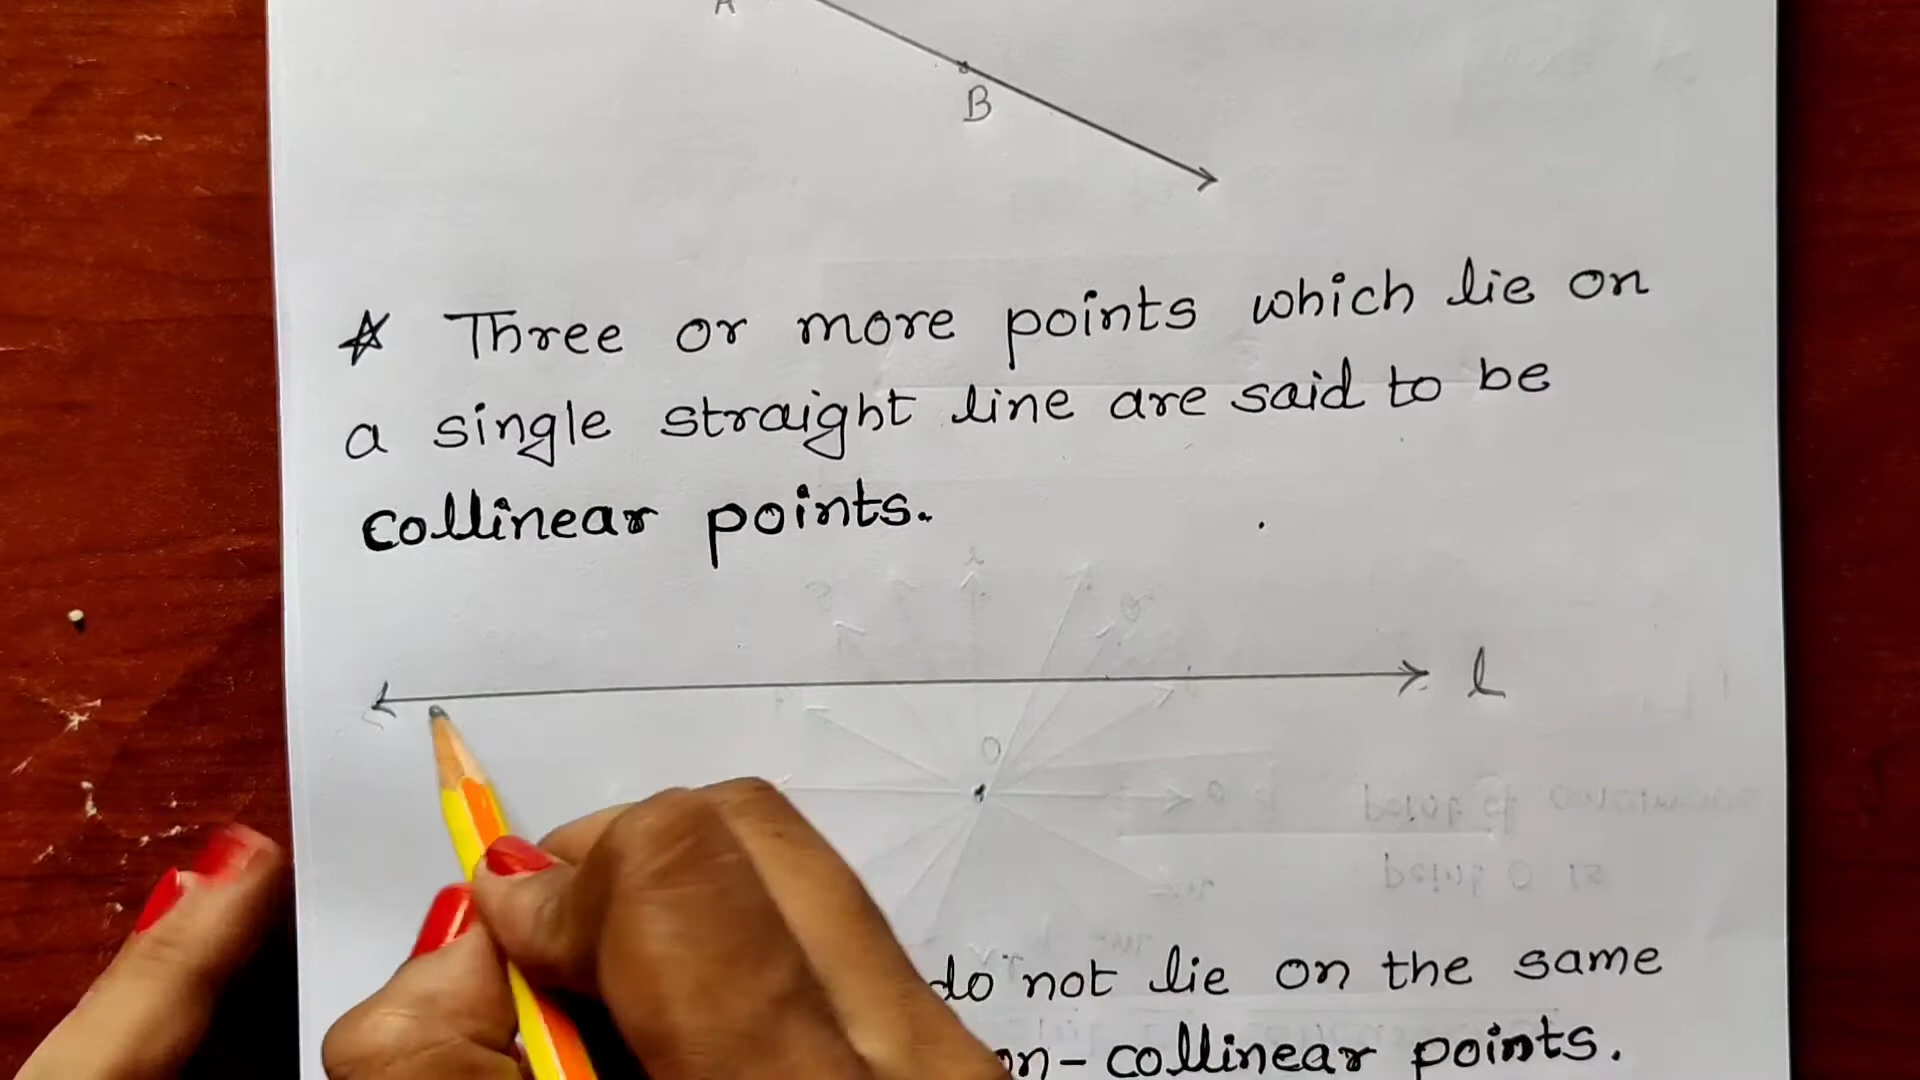 A
B
☆ Three or more points which lie on
a single straight line are said to be
collinear points.
l
O
do not lie on the same
on-collinear points.